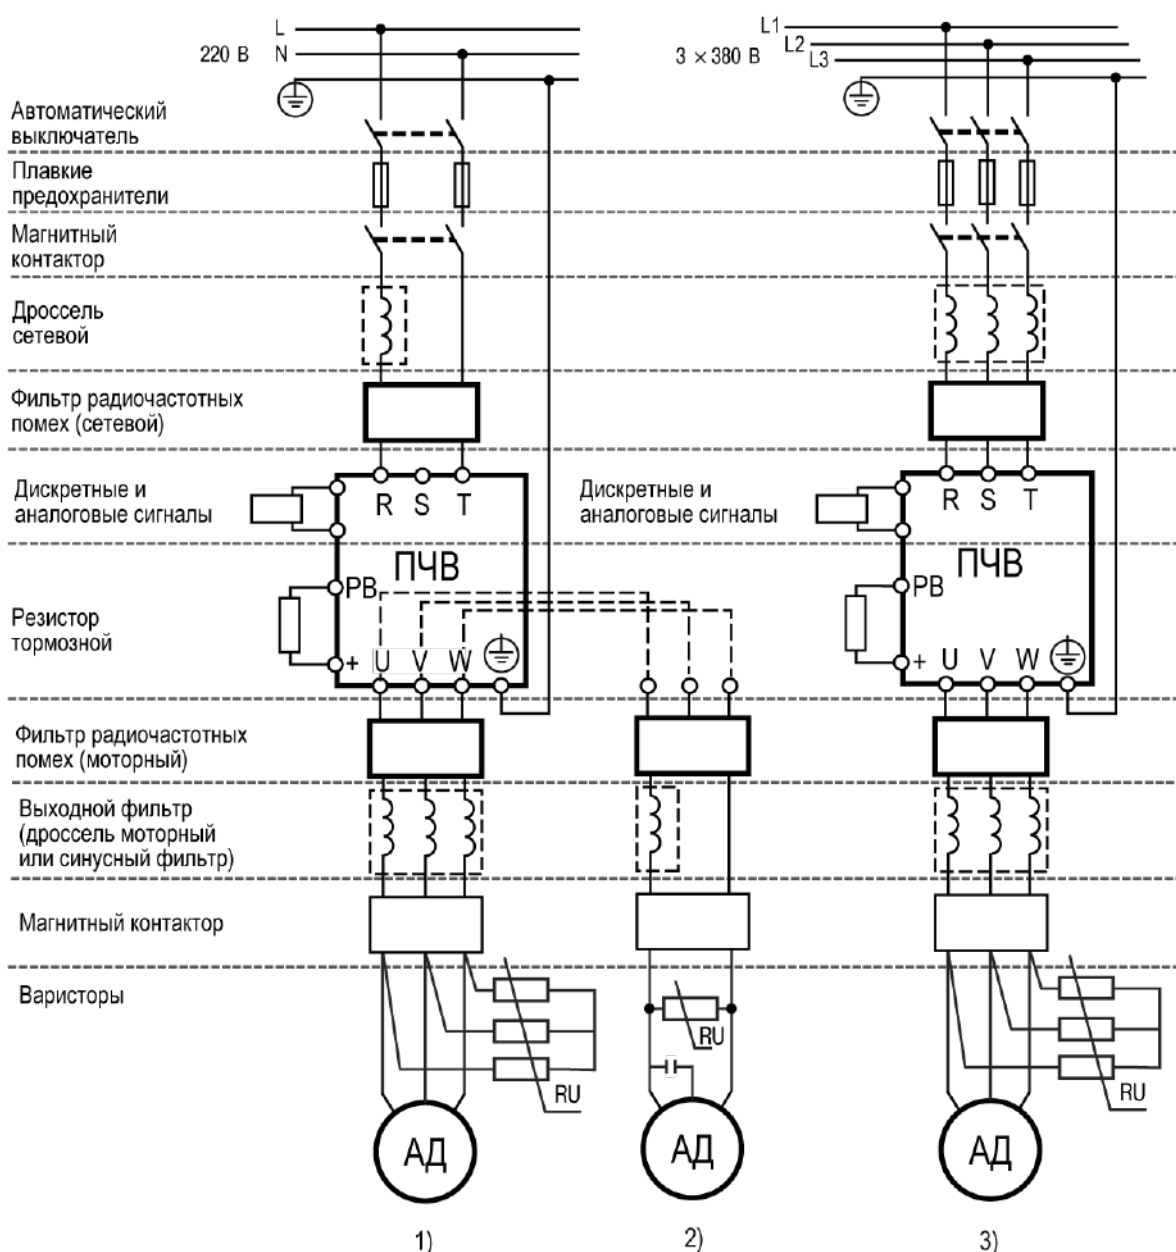 L
220 В N
L1
L2
3 × 380 В L3
Автоматический
выключатель
Плавкие
предохранители
Магнитный
контактор
Дроссель
сетевой
Фильтр радиочастотных
помех (сетевой)
Дискретные и
аналоговые сигналы
R S T
Дискретные и
аналоговые сигналы
R S T
ПЧВ
ПЧВ
PB
PB
Резистор
тормозной
+ U V W
+ U V W
Фильтр радиочастотных
помех (моторный)
Выходной фильтр
(дроссель моторный
или синусный фильтр)
Магнитный контактор
Варисторы
RU
RU
RU
АД
АД
АД
1)
2)
3)